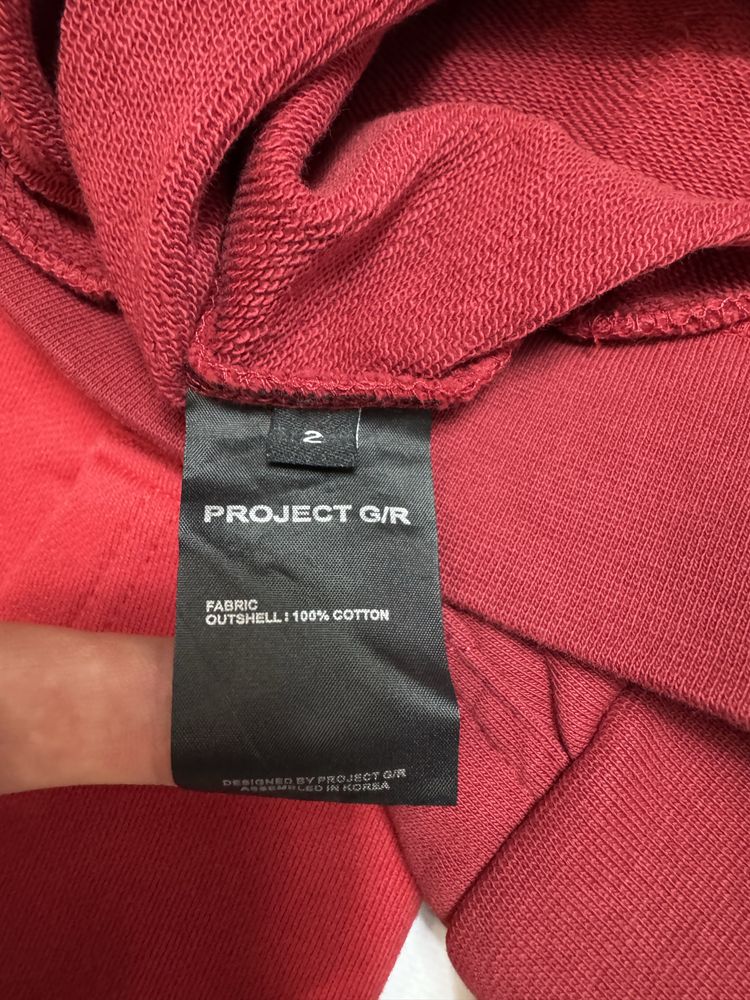 2
PROJECT G/R
FABRIC
OUTSHELL : 100% COTTON
DESIGNED BY PROJECT G/R
ASSEMBLED IN KOREA